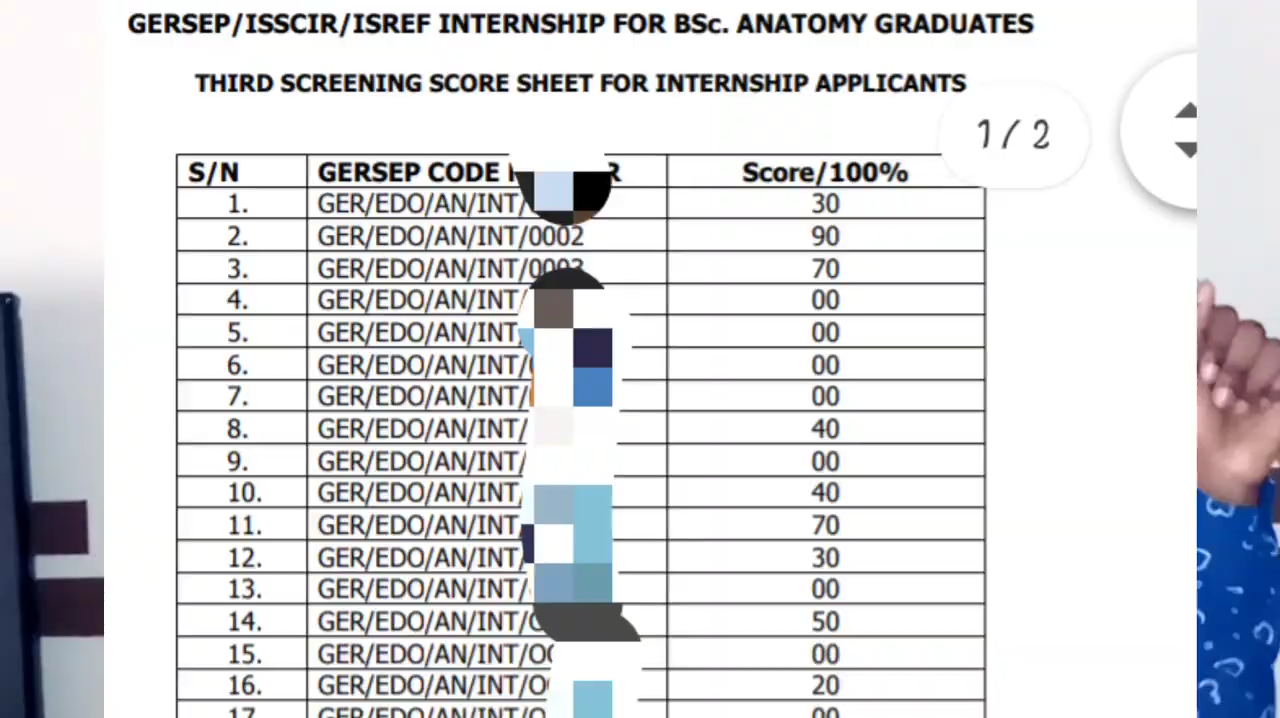 GERSEP/ISSCIR/ISREF INTERNSHIP FOR BSc. ANATOMY GRADUATES
THIRD SCREENING SCORE SHEET FOR INTERNSHIP APPLICANTS
1/2
S/N GERSEP CODE Score/100%
1. GER/EDO/AN/INT/ 30
2. GER/EDO/AN/INT/0002 90
3. GER/EDO/AN/INT/0003 70
4. GER/EDO/AN/INT/ 00
5. GER/EDO/AN/INT 00
6. GER/EDO/AN/INT/ 00
7. GER/EDO/AN/INT/ 00
8. GER/EDO/AN/INT/ 40
9. GER/EDO/AN/INT/ 00
10. GER/EDO/AN/INT/ 40
11. GER/EDO/AN/INT 70
12. GER/EDO/AN/INT/ 30
13. GER/EDO/AN/INT/ 00
14. GER/EDO/AN/INT/ 50
15. GER/EDO/AN/INT/ 00
16. GER/EDO/AN/INT/ 20